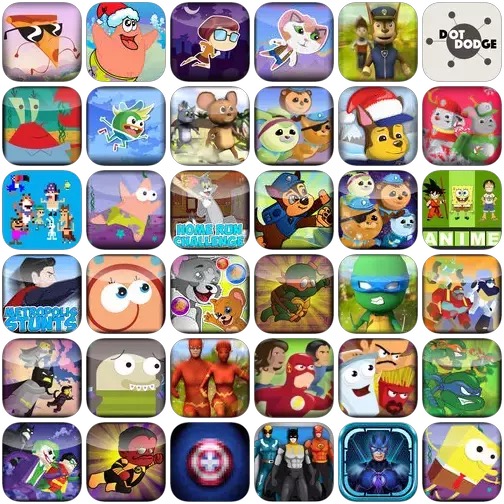 DOT
DODGE
HOME RUN
CHALLENGE
ANIME
METROPOLIS
STUNTS